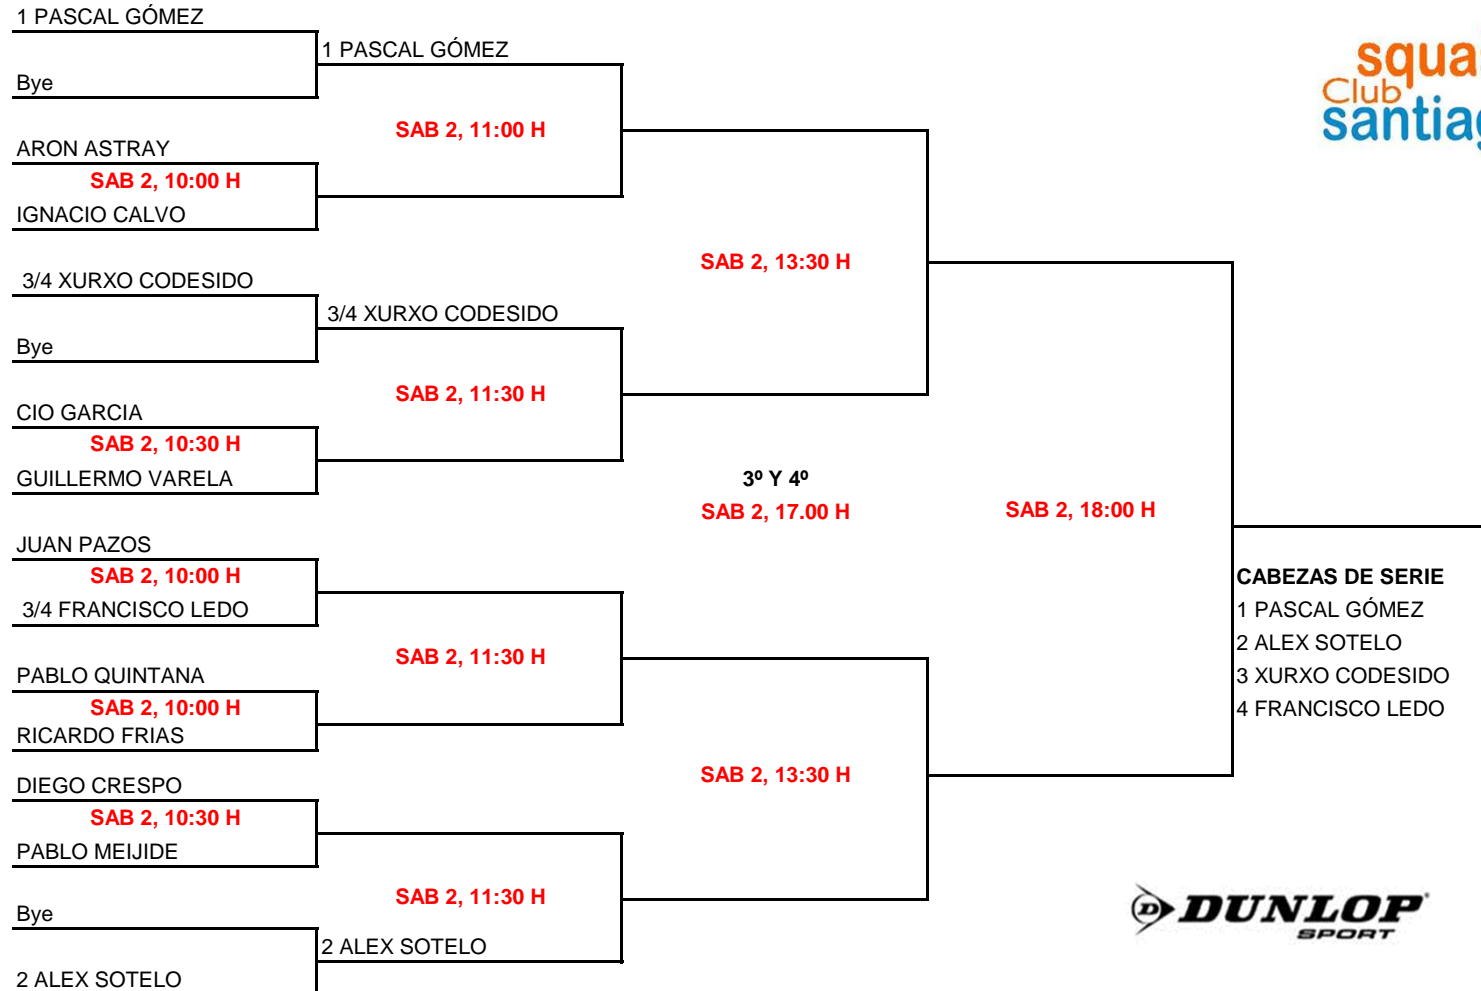 1 PASCAL GÓMEZ
1 PASCAL GÓMEZ
Bye
SAB 2, 11:00 H
ARON ASTRAY
SAB 2, 10:00 H
IGNACIO CALVO
SAB 2, 13:30 H
3/4 XURXO CODESIDO
3/4 XURXO CODESIDO
Bye
SAB 2, 11:30 H
CIO GARCIA
SAB 2, 10:30 H
GUILLERMO VARELA
3º Y 4º
SAB 2, 17.00 H
SAB 2, 18:00 H
JUAN PAZOS
SAB 2, 10:00 H
3/4 FRANCISCO LEDO
SAB 2, 11:30 H
PABLO QUINTANA
SAB 2, 10:00 H
RICARDO FRIAS
SAB 2, 13:30 H
DIEGO CRESPO
SAB 2, 10:30 H
PABLO MEIJIDE
SAB 2, 11:30 H
Bye
2 ALEX SOTELO
2 ALEX SOTELO
CABEZAS DE SERIE
1 PASCAL GÓMEZ
2 ALEX SOTELO
3 XURXO CODESIDO
4 FRANCISCO LEDO
squa
Club
santiag
DUNLOP
SPORT